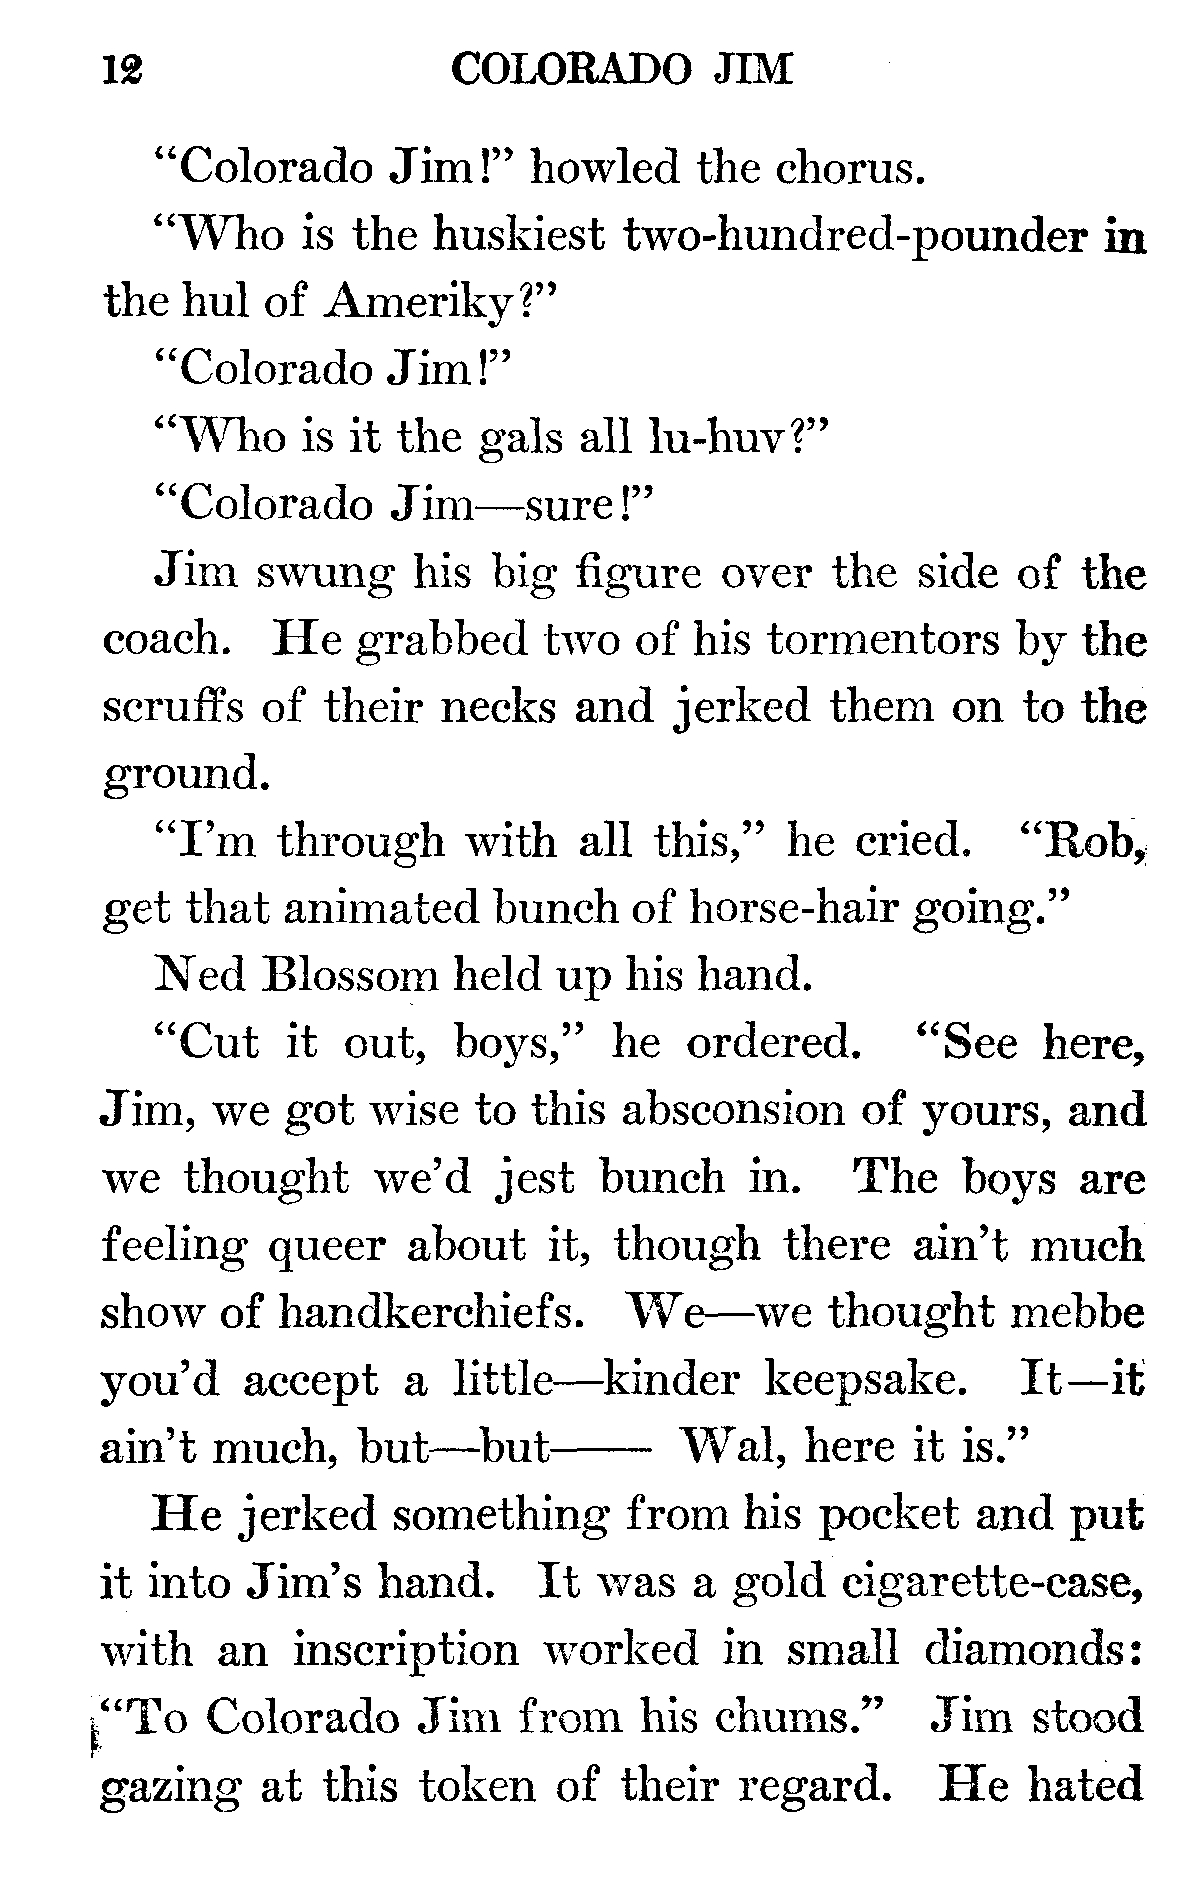 12 COLORADO JIM
“Colorado Jim!” howled the chorus.
“Who is the huskiest two-hundred-pounder in
the hul of Ameriky?”
“Colorado Jim!”
“Who is it the gals all lu-huv?”
“Colorado Jim—sure!”
Jim swung his big figure over the side of the
coach. He grabbed two of his tormentors by the
scruffs of their necks and jerked them on to the
ground.
“I’m through with all this,” he cried. “Rob,
get that animated bunch of horse-hair going.”
Ned Blossom held up his hand.
“Cut it out, boys,” he ordered. “See here,
Jim, we got wise to this absconsion of yours, and
we thought we’d jest bunch in. The boys are
feeling queer about it, though there ain’t much
show of handkerchiefs. We—we thought mebbe
you’d accept a little—kinder keepsake. It—it
ain’t much, but—but—— Wal, here it is.”
He jerked something from his pocket and put
it into Jim’s hand. It was a gold cigarette-case,
with an inscription worked in small diamonds:
“To Colorado Jim from his chums.” Jim stood
gazing at this token of their regard. He hated